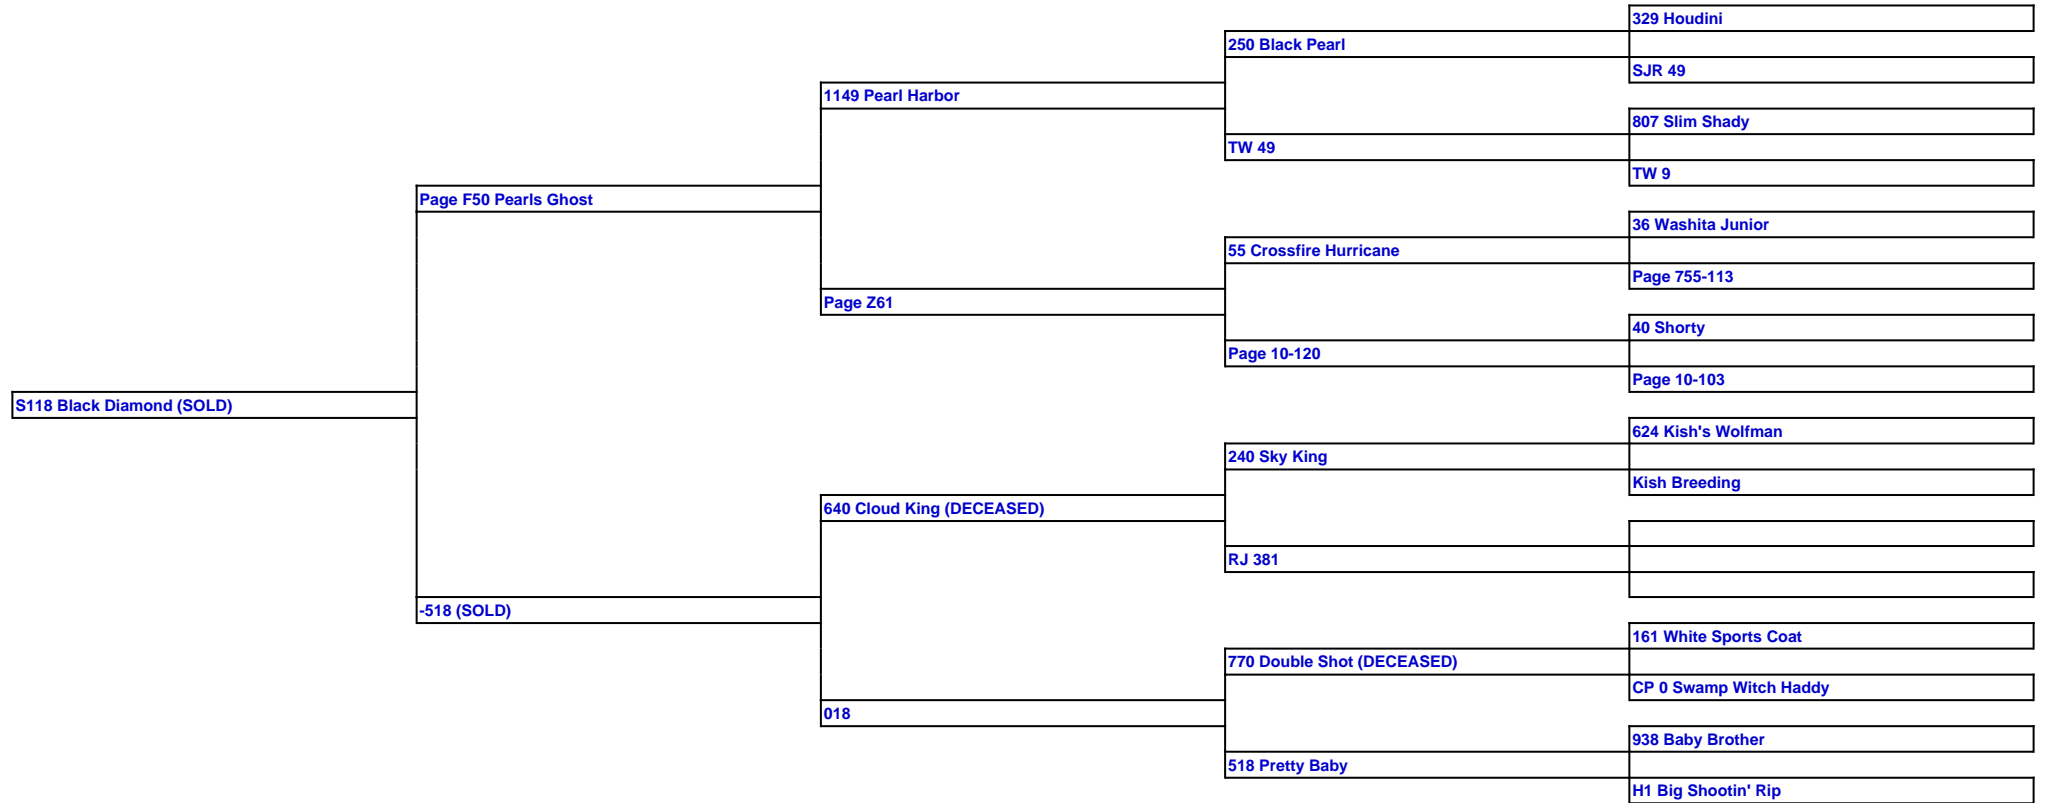 329 Houdini
250 Black Pearl
SJR 49
1149 Pearl Harbor
807 Slim Shady
TW 49
TW 9
Page F50 Pearls Ghost
36 Washita Junior
55 Crossfire Hurricane
Page 755-113
Page Z61
40 Shorty
Page 10-120
Page 10-103
S118 Black Diamond (SOLD)
624 Kish's Wolfman
240 Sky King
Kish Breeding
640 Cloud King (DECEASED)
RJ 381
-518 (SOLD)
161 White Sports Coat
770 Double Shot (DECEASED)
CP 0 Swamp Witch Haddy
018
938 Baby Brother
518 Pretty Baby
H1 Big Shootin' Rip